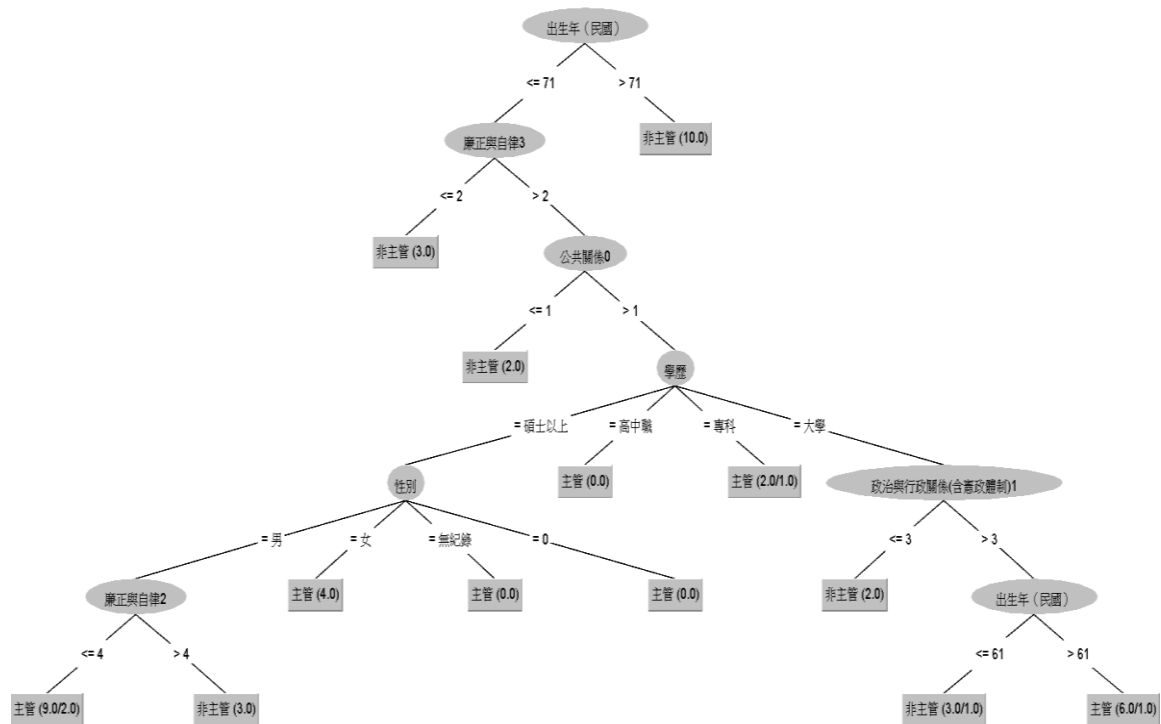 出生年（民國）
<= 71
> 71
廉正與自律3
非主管 (10.0)
<= 2
> 2
非主管 (3.0)
公共關係0
<= 1
> 1
非主管 (2.0)
學歷
= 碩士以上
= 高中職
= 專科
= 大學
性別
主管 (0.0)
主管 (2.0/1.0)
政治與行政關係(含憲政體制)1
= 男
= 女
= 無紀錄
= 0
<= 3
> 3
廉正與自律2
主管 (4.0)
主管 (0.0)
主管 (0.0)
非主管 (2.0)
出生年（民國）
<= 4
> 4
<= 61
> 61
主管 (9.0/2.0)
非主管 (3.0)
非主管 (3.0/1.0)
主管 (6.0/1.0)